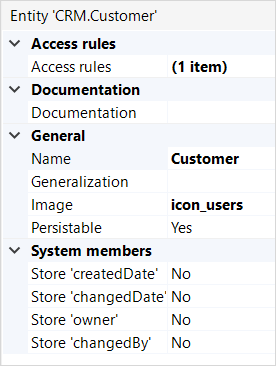 Entity 'CRM.Customer'
Access rules
Access rules (1 item)
Documentation
Documentation
General
Name Customer
Generalization
Image icon_users
Persistable Yes
System members
Store 'createdDate' No
Store 'changedDate' No
Store 'owner' No
Store 'changedBy' No